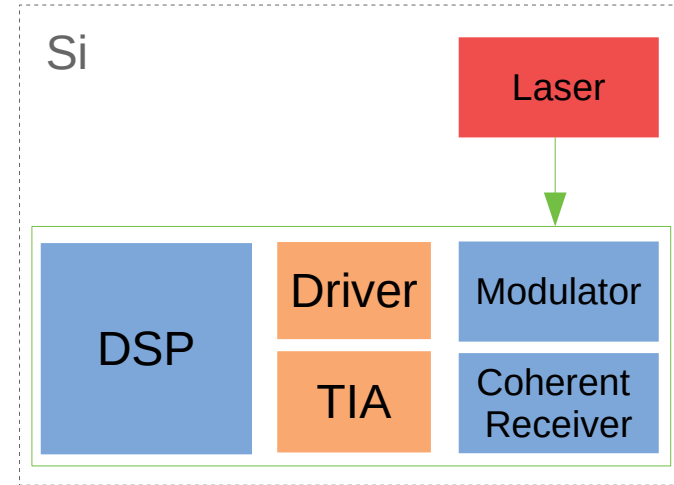 Si
Laser
DSP
Driver
TIA
Modulator
Coherent
Receiver